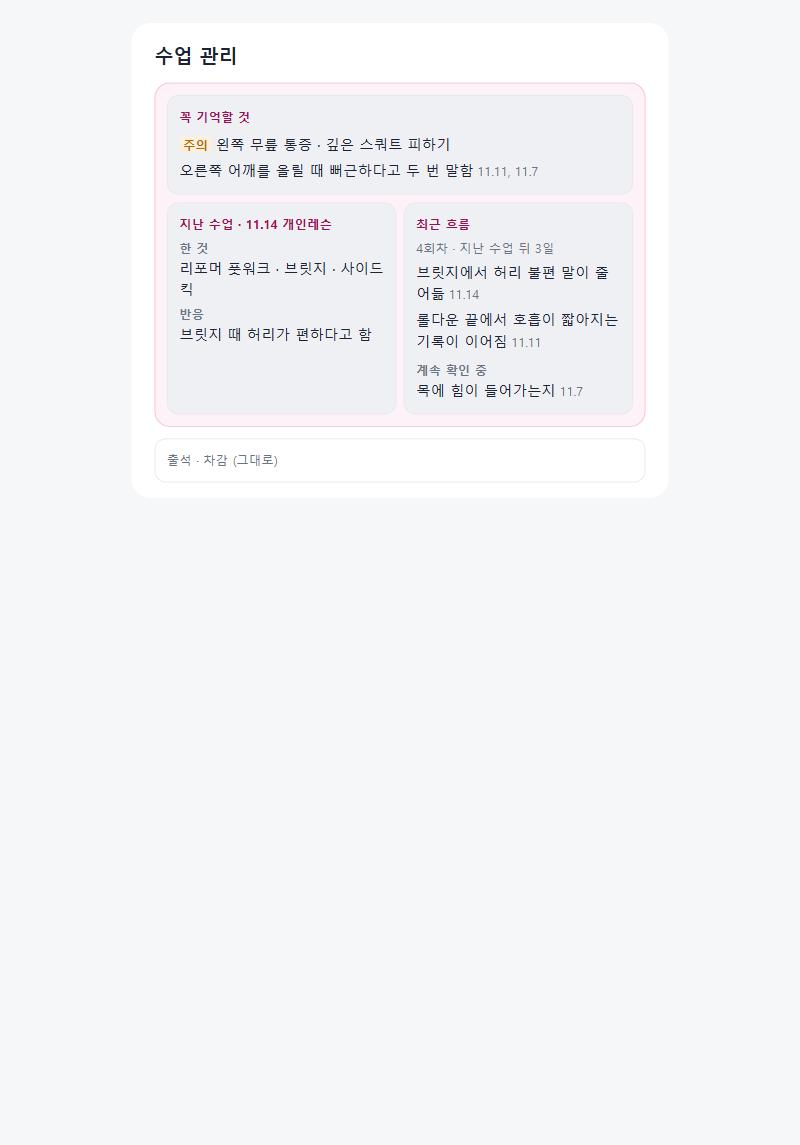 수업 관리
꼭 기억할 것
주의 왼쪽 무릎 통증 · 깊은 스쿼트 피하기
오른쪽 어깨를 올릴 때 뻐근하다고 두 번 말함 11.11, 11.7
지난 수업 · 11.14 개인레슨
한 것
리포머 풋워크 · 브릿지 · 사이드
킥
반응
브릿지 때 허리가 편하다고 함
최근 흐름
4회차 · 지난 수업 뒤 3일
브릿지에서 허리 불편 말이 줄
어듦 11.14
롤다운 끝에서 호흡이 짧아지는
기록이 이어짐 11.11
계속 확인 중
목에 힘이 들어가는지 11.7
출석 · 차감 (그대로)